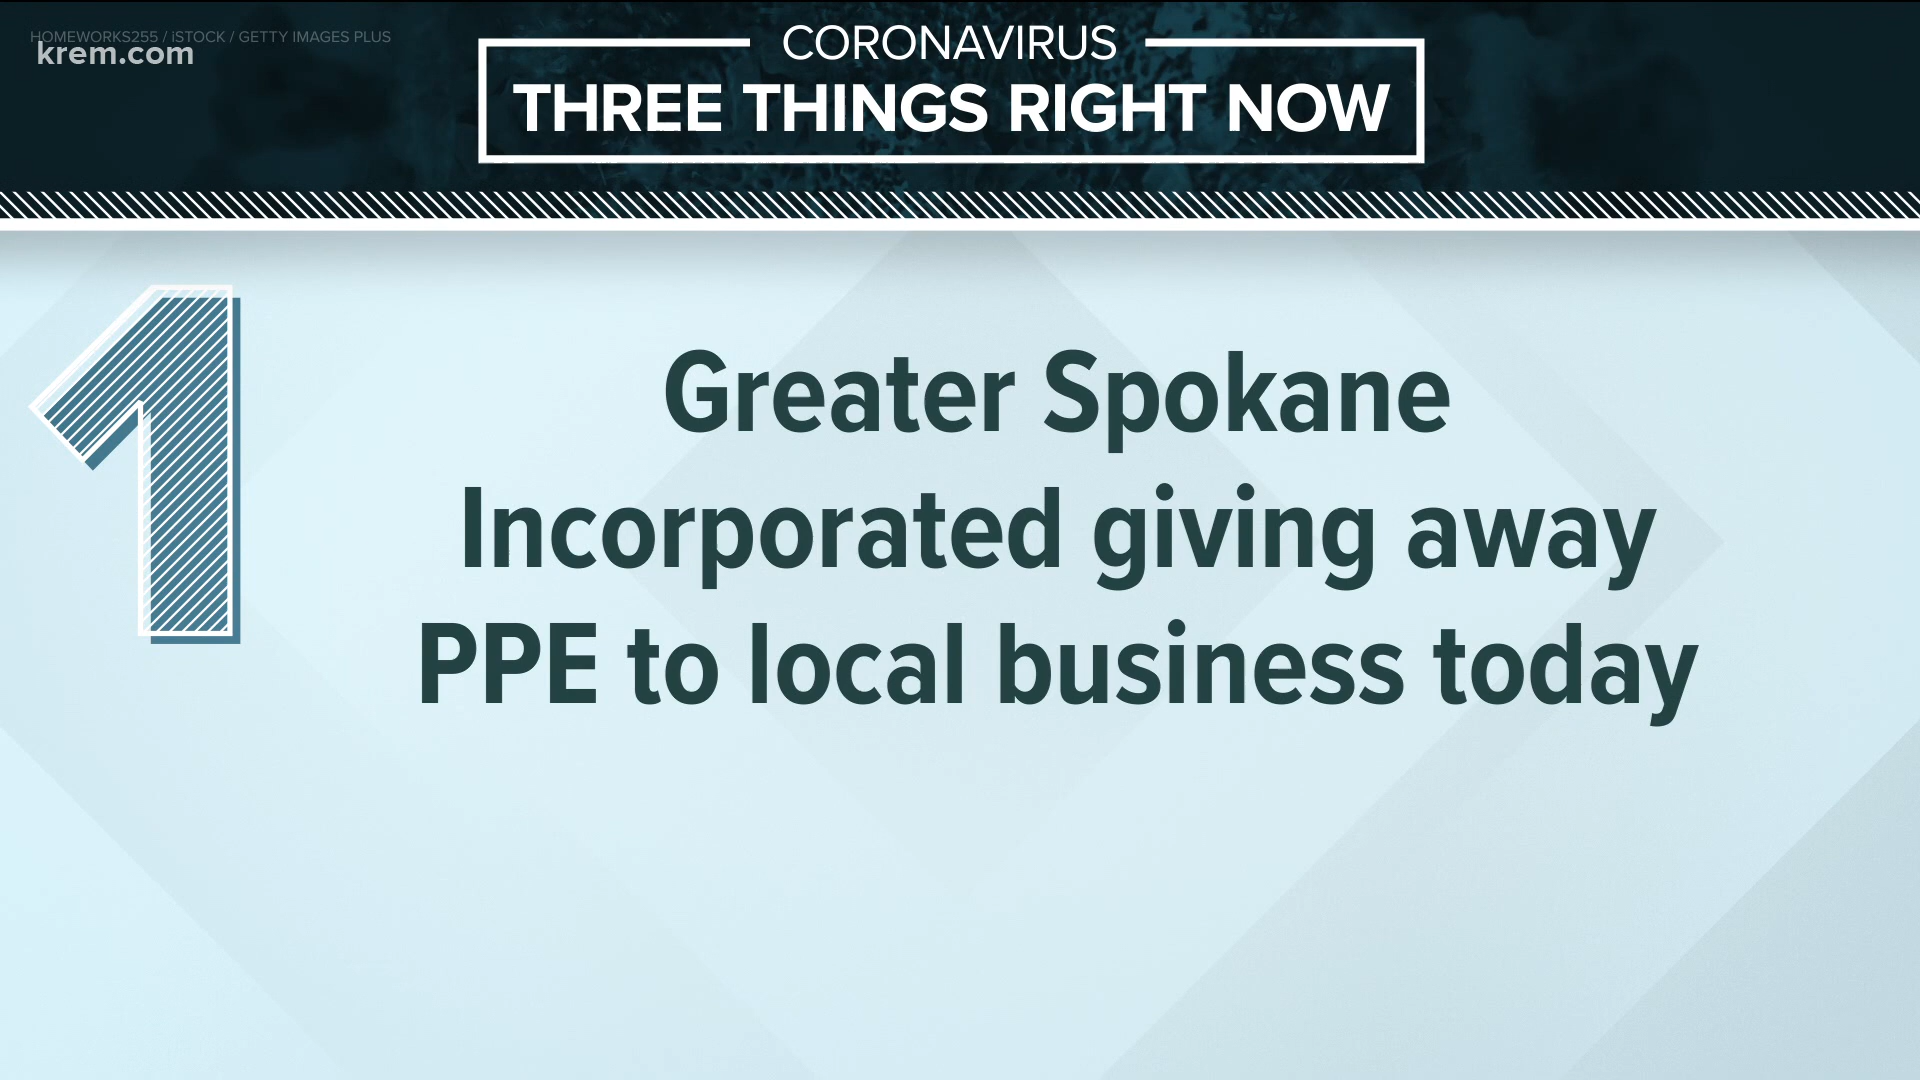 HOMEWORKS255 / iSTOCK / GETTY IMAGES PLUS
krem.com
CORONAVIRUS
THREE THINGS RIGHT NOW
1
Greater Spokane
Incorporated giving away
PPE to local business today